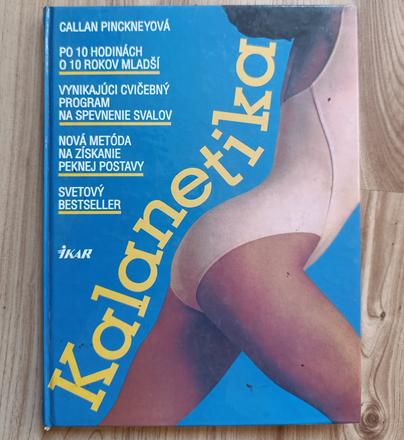 CALLAN PINCKNEYOVÁ
PO 10 HODINÁCH
O 10 ROKOV MLADŠÍ
VYNIKAJÚCI CVIČEBNÝ
PROGRAM
NA SPEVNENIE SVALOV
NOVÁ METÓDA
NA ZÍSKANIE
PEKNEJ POSTAVY
SVETOVÝ
BESTSELLER
IKAR
Kalanetika